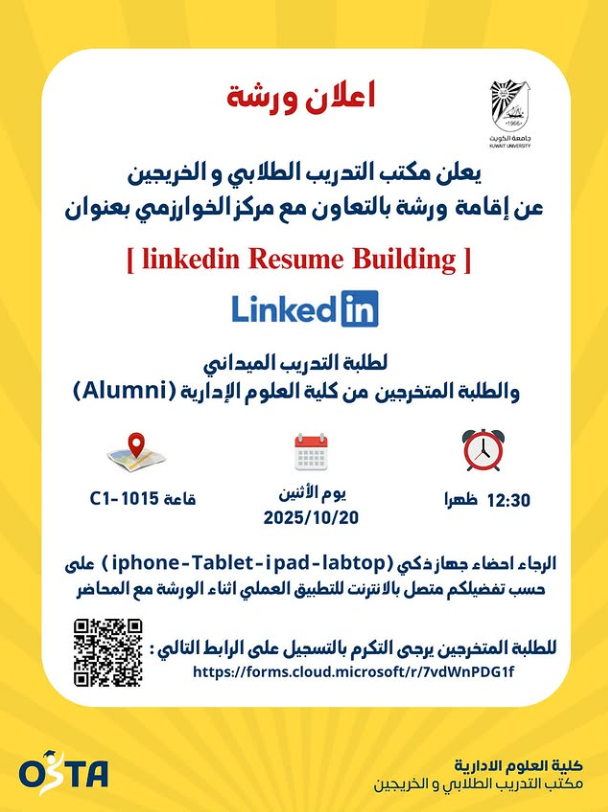 اعلان ورشة
جامعة الكويت
KUWAIT UNIVERSITY
1966
يعلن مكتب التدريب الطلابي و الخريجين
عن إقامة ورشة بالتعاون مع مركز الخوارزمي بعنوان
[ linkedin Resume Building ]
Linked in
لطلبة التدريب الميداني
والطلبة المتخرجين من كلية العلوم الإدارية (Alumni)
12:30 ظهرا
يوم الأثنين
2025/10/20
قاعة C1-1015
الرجاء احضاء جهاز ذكي (iphone-Tablet-ipad-labtop) على
حسب تفضيلكم متصل بالانترنت للتطبيق العملي اثناء الورشة مع المحاضر
للطلبة المتخرجين يرجى التكرم بالتسجيل على الرابط التالي :
https://forms.cloud.microsoft/r/7vdWnPDG1f
OSTA
كلية العلوم الادارية
مكتب التدريب الطلابي و الخريجين